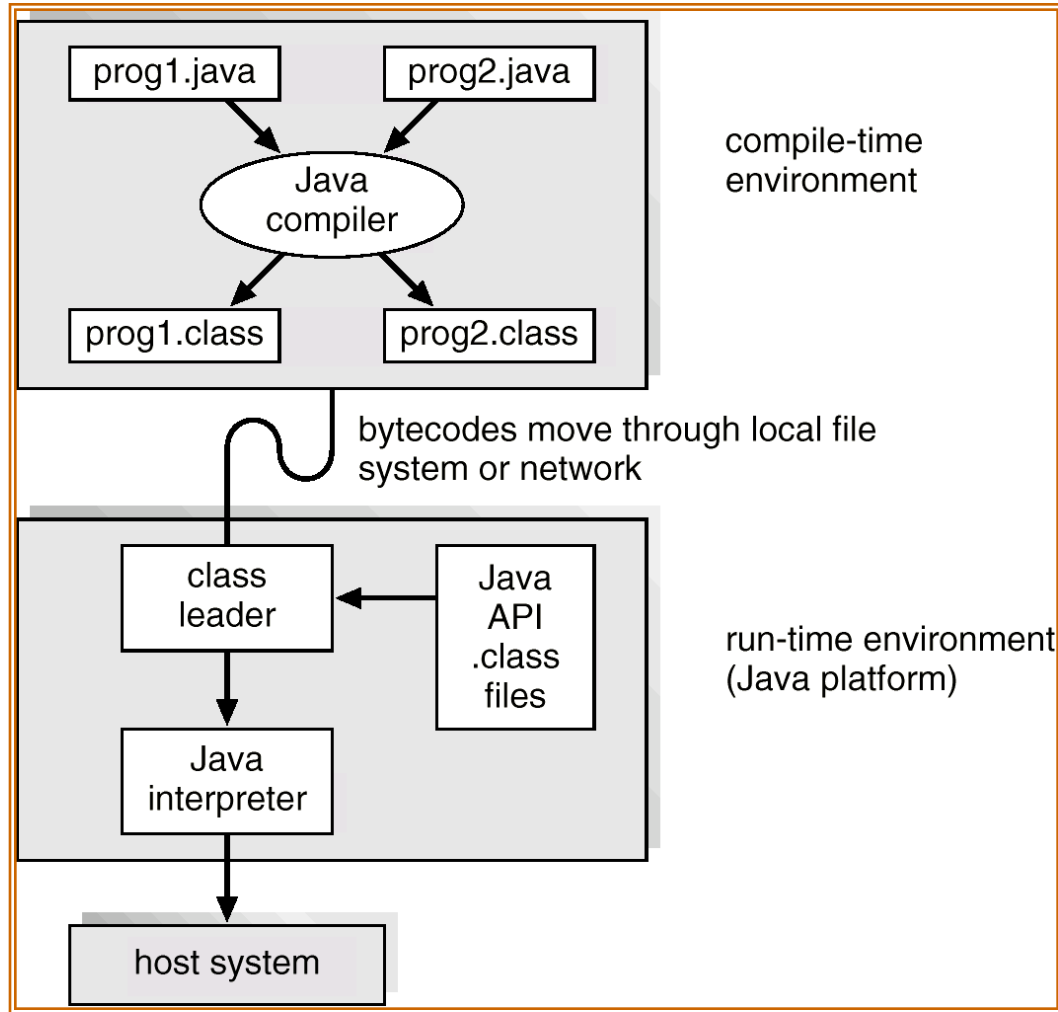 prog1.java
prog2.java
Java
compiler
prog1.class
prog2.class
compile-time
environment
bytecodes move through local file
system or network
class
leader
Java
API
.class
files
Java
interpreter
run-time environment
(Java platform)
host system